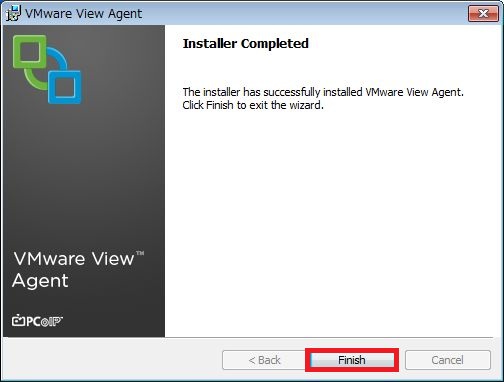 VMware View Agent
Installer Completed
The installer has successfully installed VMware View Agent.
Click Finish to exit the wizard.
VMware View™
Agent
PCoIP™
< Back
Finish
Cancel